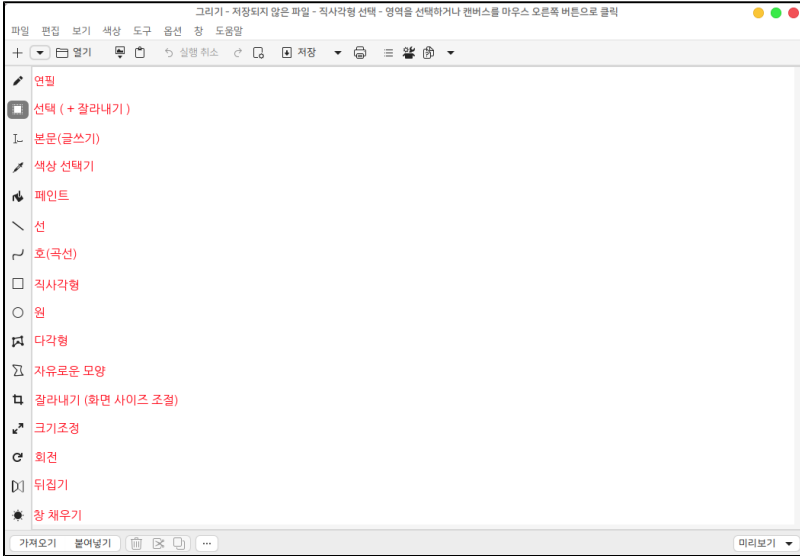 그리기 - 저장되지 않은 파일 - 직사각형 선택 - 영역을 선택하거나 캔버스를 마우스 오른쪽 버튼으로 클릭
파일 편집 보기 색상 도구 옵션 창 도움말
열기 실행 취소 저장
연필
선택 ( + 잘라내기 )
본문(글쓰기)
색상 선택기
페인트
선
호(곡선)
직사각형
원
다각형
자유로운 모양
잘라내기 (화면 사이즈 조절)
크기조정
회전
뒤집기
창 채우기
가져오기 붙여넣기 ... 미리보기